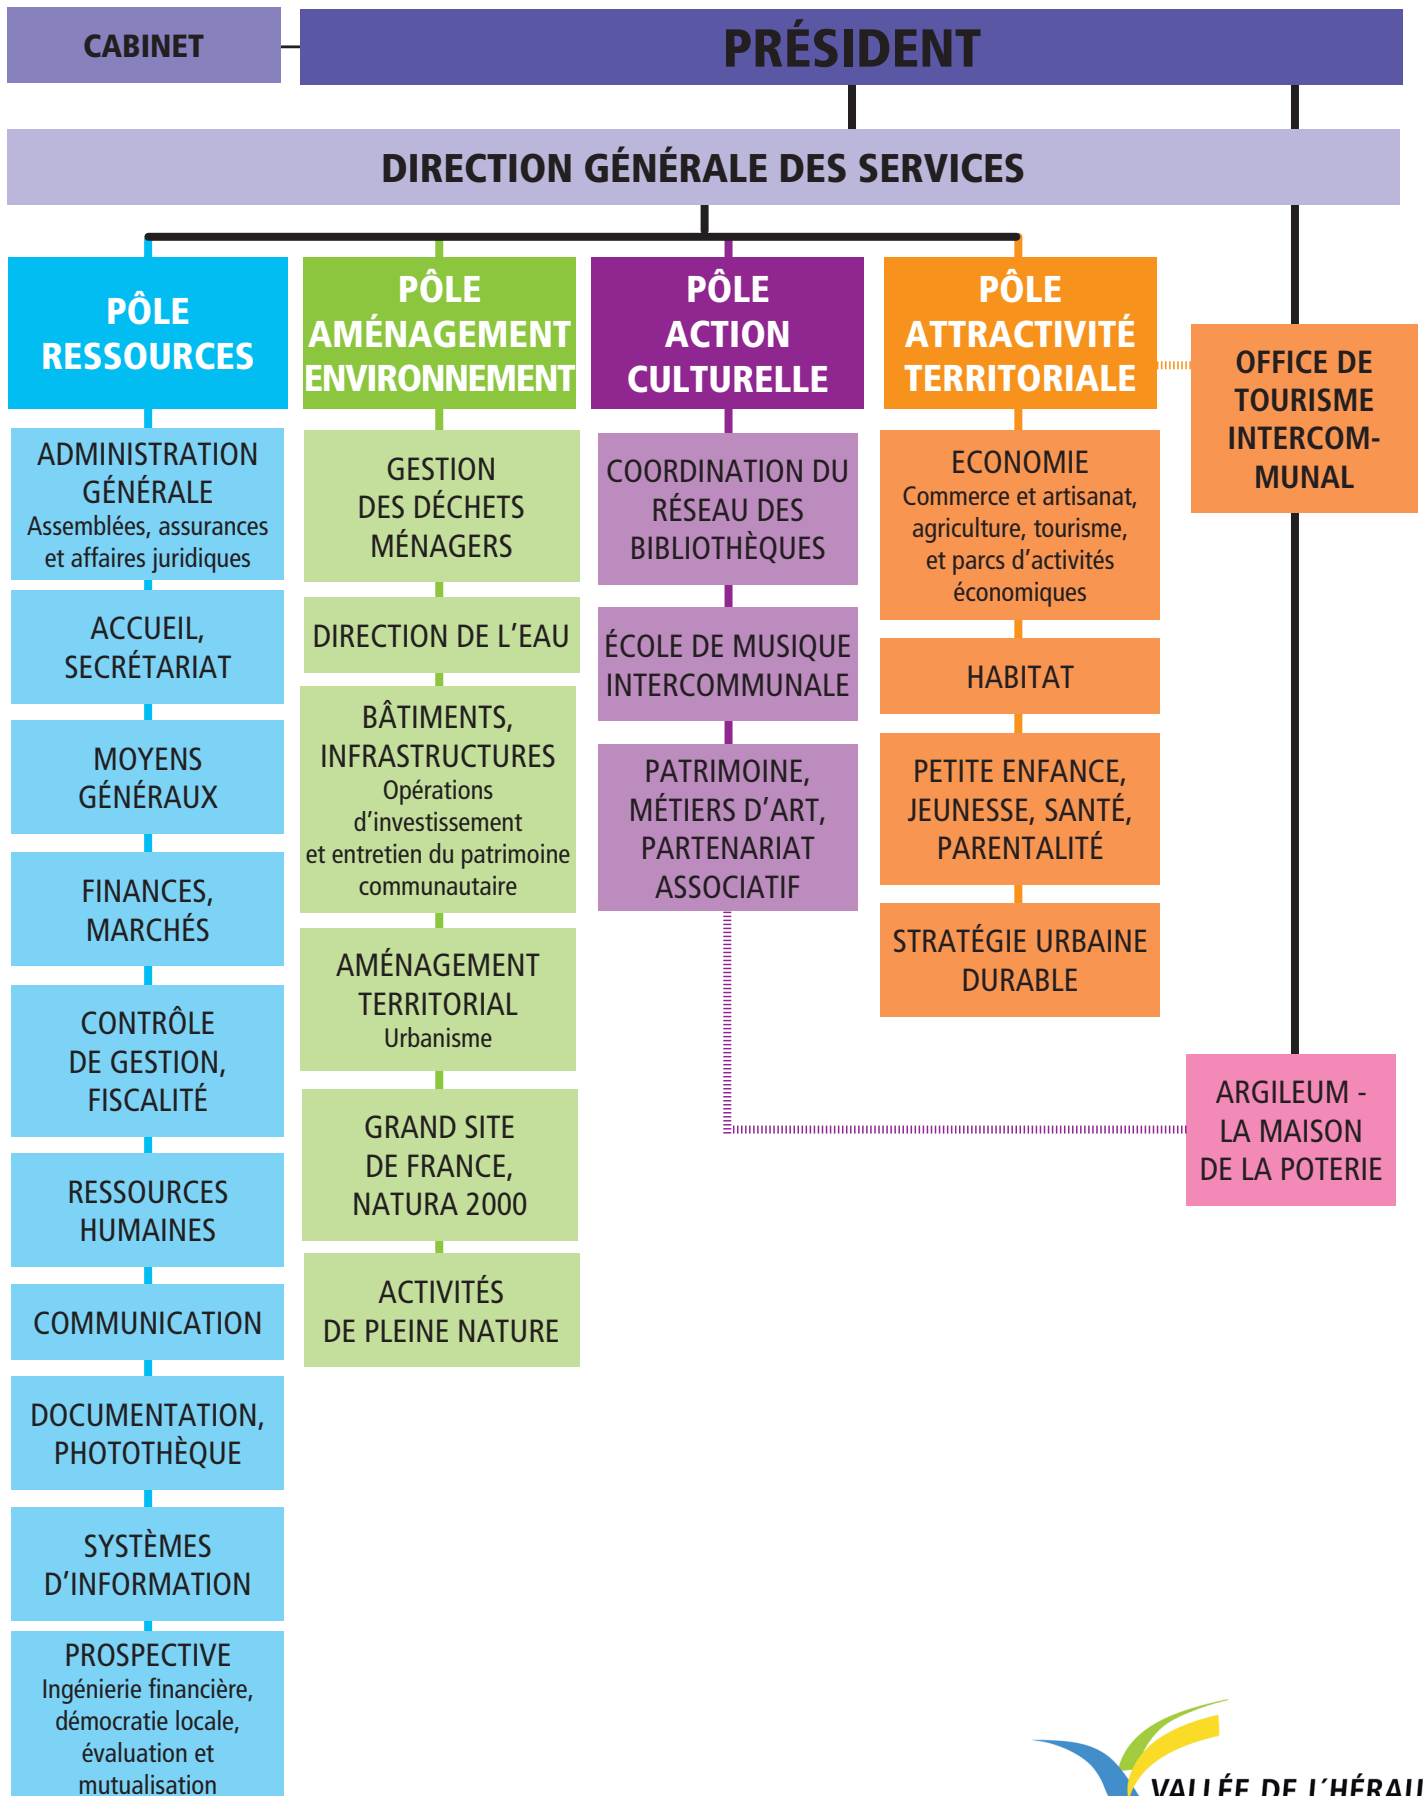 CABINET
PRÉSIDENT
DIRECTION GÉNÉRALE DES SERVICES
PÔLE
RESSOURCES
ADMINISTRATION
GÉNÉRALE
Assemblées, assurances
et affaires juridiques
ACCUEIL,
SECRÉTARIAT
MOYENS
GÉNÉRAUX
FINANCES,
MARCHÉS
CONTRÔLE
DE GESTION,
FISCALITÉ
RESSOURCES
HUMAINES
COMMUNICATION
DOCUMENTATION,
PHOTOTHÈQUE
SYSTÈMES
D’INFORMATION
PROSPECTIVE
Ingénierie financière,
démocratie locale,
évaluation et
mutualisation
PÔLE
AMÉNAGEMENT
ENVIRONNEMENT
GESTION
DES DÉCHETS
MÉNAGERS
DIRECTION DE L’EAU
BÂTIMENTS,
INFRASTRUCTURES
Opérations
d’investissement
et entretien du patrimoine
communautaire
AMÉNAGEMENT
TERRITORIAL
Urbanisme
GRAND SITE
DE FRANCE,
NATURA 2000
ACTIVITÉS
DE PLEINE NATURE
PÔLE
ACTION
CULTURELLE
COORDINATION DU
RÉSEAU DES
BIBLIOTHÈQUES
ÉCOLE DE MUSIQUE
INTERCOMMUNALE
PATRIMOINE,
MÉTIERS D’ART,
PARTENARIAT
ASSOCIATIF
PÔLE
ATTRACTIVITÉ
TERRITORIALE
ECONOMIE
Commerce et artisanat,
agriculture, tourisme,
et parcs d’activités
économiques
HABITAT
PETITE ENFANCE,
JEUNESSE, SANTÉ,
PARENTALITÉ
STRATÉGIE URBAINE
DURABLE
OFFICE DE
TOURISME
INTERCOM-
MUNAL
ARGILEUM -
LA MAISON
DE LA POTERIE
VALLÉE DE L’HÉRAU